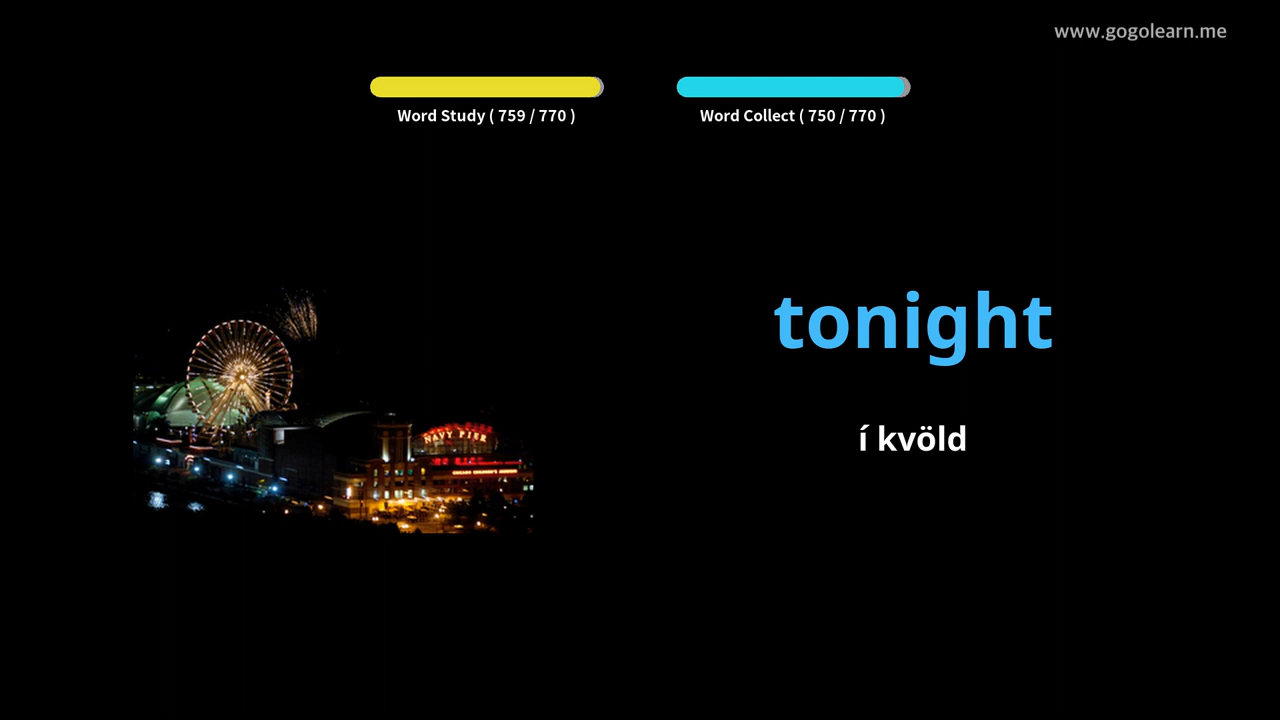 www.gogolearn.me
Word Study ( 759 / 770 )
Word Collect ( 750 / 770 )
tonight
í kvöld
NAVY PIER